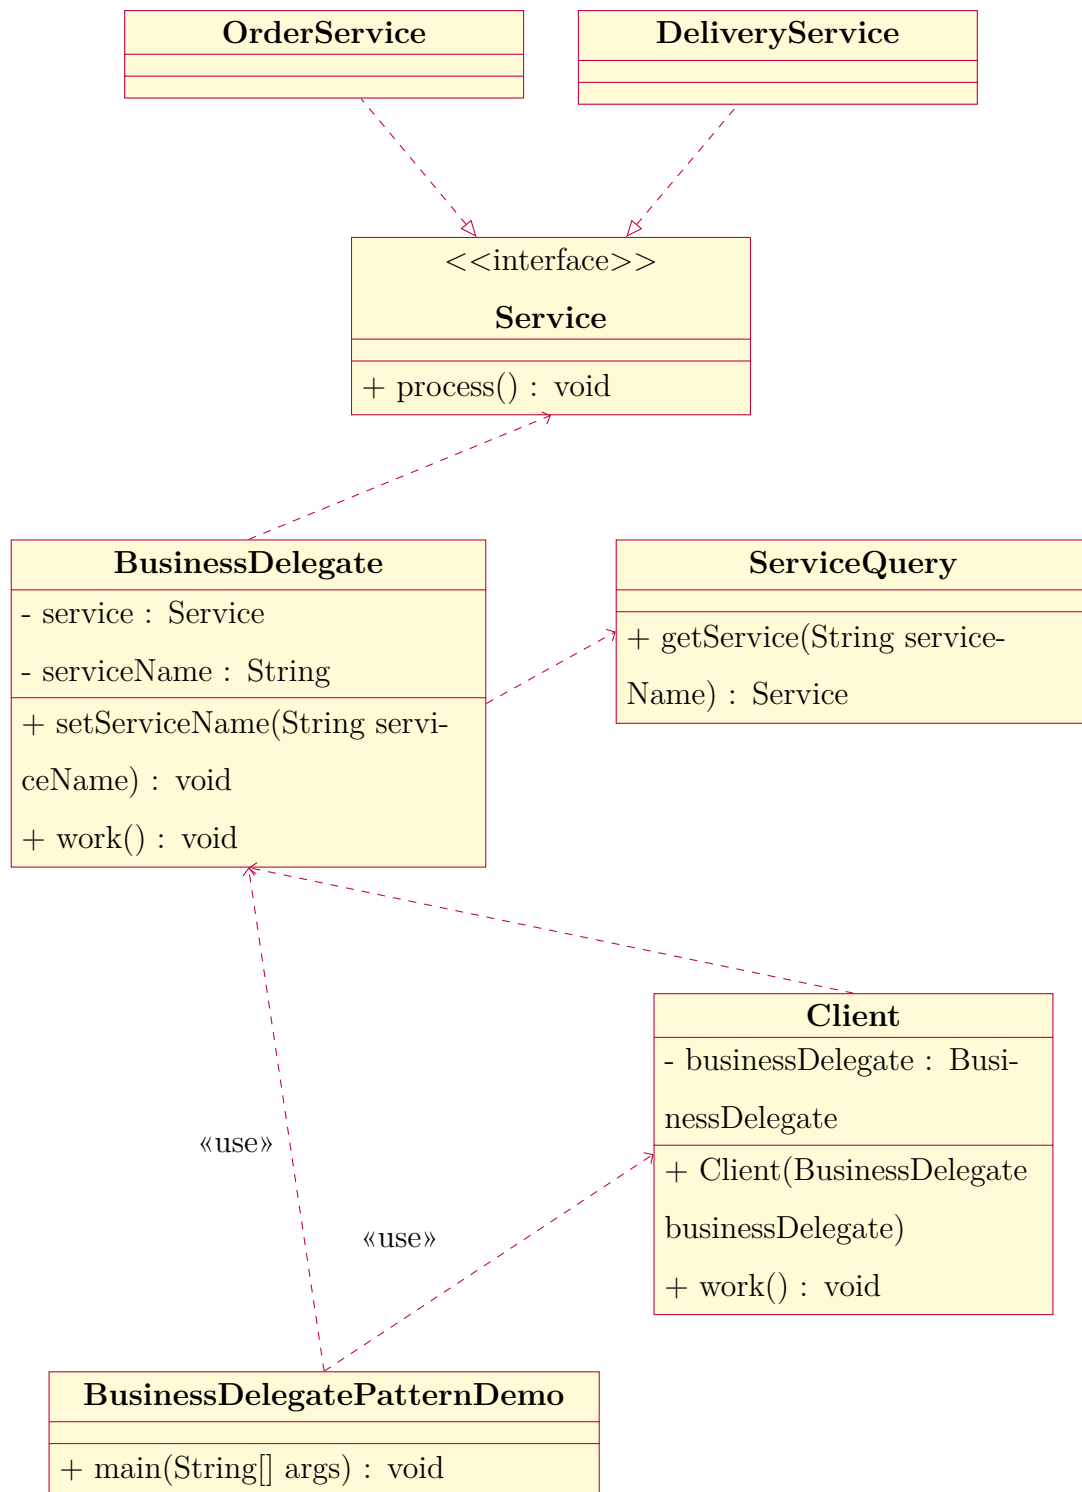 OrderService
DeliveryService
<<interface>>
Service
+ process() : void
BusinessDelegate
- service : Service
- serviceName : String
+ setServiceName(String servi-
ceName) : void
+ work() : void
ServiceQuery
+ getService(String service-
Name) : Service
Client
- businessDelegate : Busi-
nessDelegate
+ Client(BusinessDelegate
businessDelegate)
+ work() : void
«use»
«use»
BusinessDelegatePatternDemo
+ main(String[] args) : void